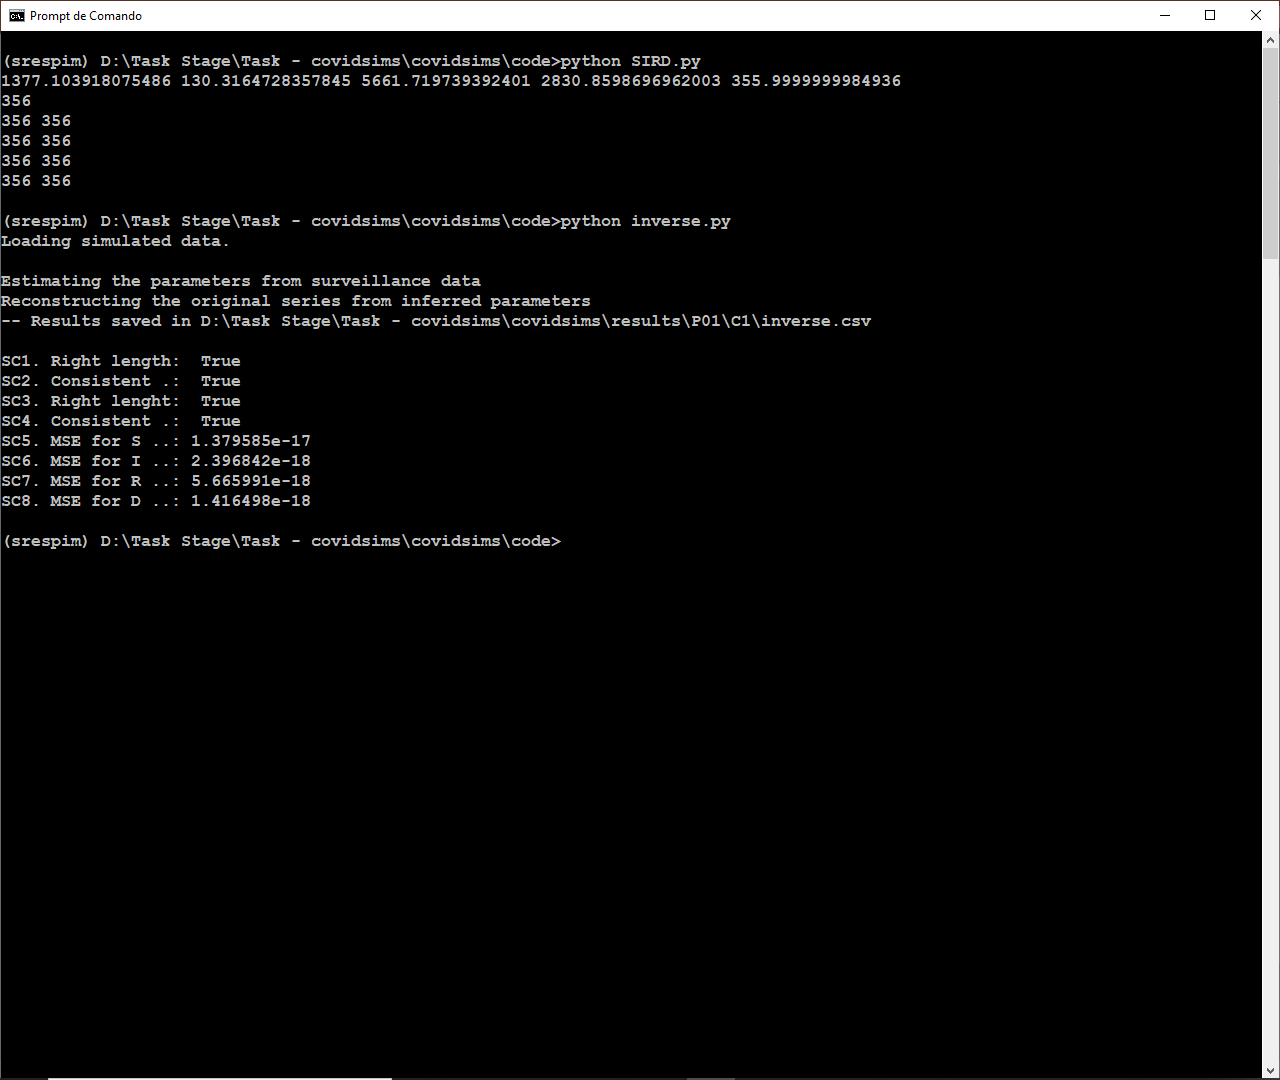 Prompt de Comando
(srespim) D:\Task Stage\Task - covidsims\covidsims\code>python SIRD.py
1377.103918075486 130.3164728357845 5661.719739392401 2830.8598696962003 355.9999999984936
356
356 356
356 356
356 356
356 356
(srespim) D:\Task Stage\Task - covidsims\covidsims\code>python inverse.py
Loading simulated data.
Estimating the parameters from surveillance data
Reconstructing the original series from inferred parameters
-- Results saved in D:\Task Stage\Task - covidsims\covidsims\results\P01\C1\inverse.csv
SC1. Right length:  True
SC2. Consistent .:  True
SC3. Right lenght:  True
SC4. Consistent .:  True
SC5. MSE for S ..: 1.379585e-17
SC6. MSE for I ..: 2.396842e-18
SC7. MSE for R ..: 5.665991e-18
SC8. MSE for D ..: 1.416498e-18
(srespim) D:\Task Stage\Task - covidsims\covidsims\code>